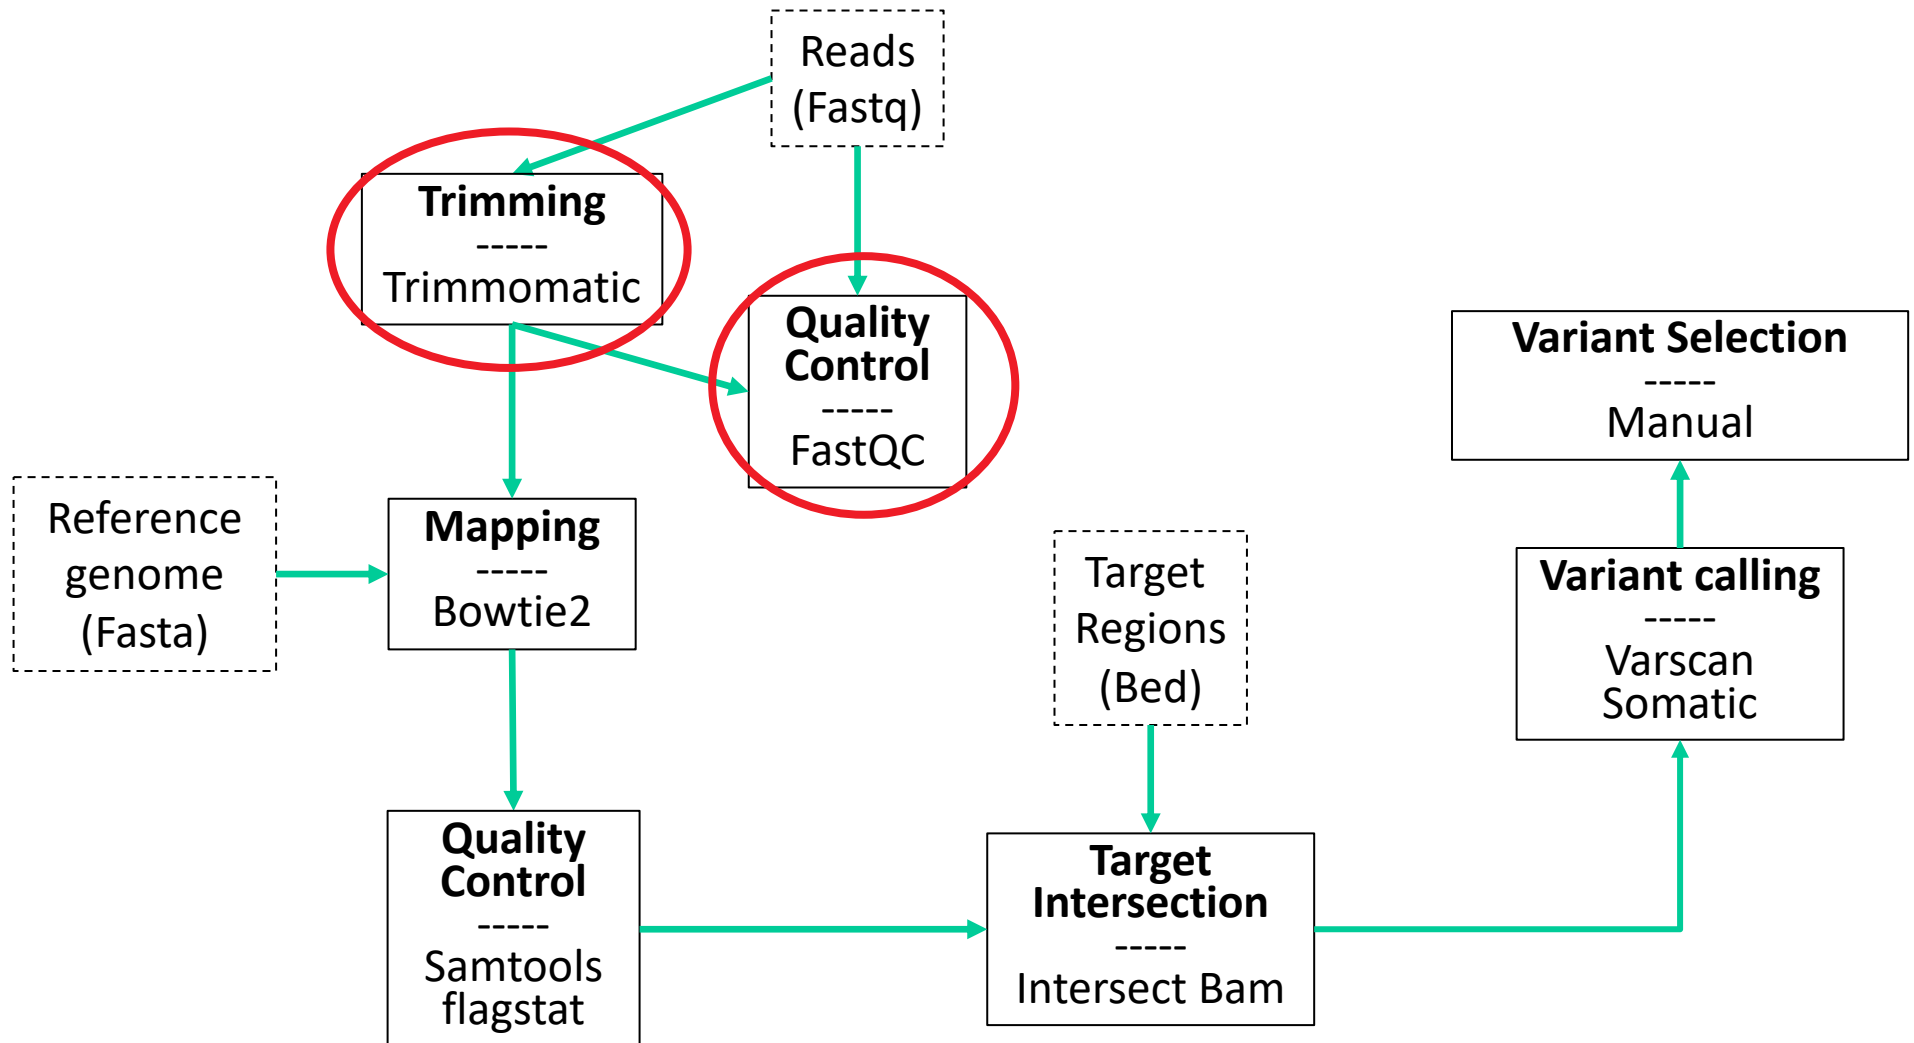 Reads
(Fastq)
Trimming
-----
Trimmomatic
Quality
Control
-----
FastQC
Reference
genome
(Fasta)
Mapping
-----
Bowtie2
Quality
Control
-----
Samtools
flagstat
Target
Regions
(Bed)
Target
Intersection
-----
Intersect Bam
Variant calling
-----
Varscan
Somatic
Variant Selection
-----
Manual